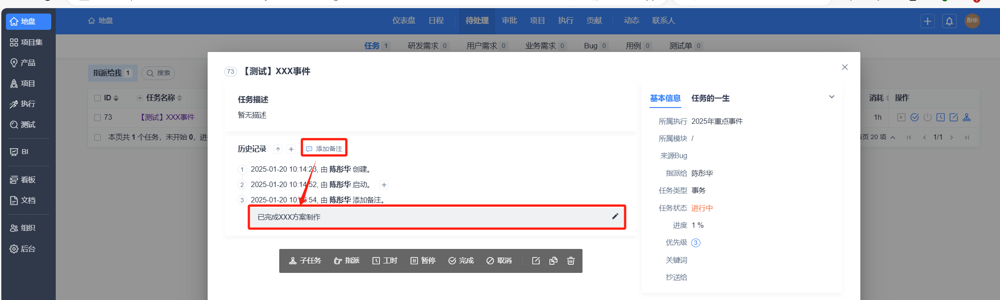 地盘
项目集
产品
项目
执行
测试
BI
看板
文档
组织
后台
地盘
仪表盘 日程 待处理 审批 项目 执行 贡献 动态 联系人
彤华
任务 1 研发需求 0 用户需求 0 业务需求 0 Bug 0 用例 0 测试单 0
指派给我 1 搜索
ID 任务名称
73 【测试】XXX事件
本页共 1 个任务，未开始 0，进
消耗 操作
1h
页 20 项 1/1
73 【测试】XXX事件
任务描述
暂无描述
历史记录 添加备注
1 2025-01-20 10:14:23, 由 陈彤华 创建。
2 2025-01-20 10:14:52, 由 陈彤华 启动。
3 2025-01-20 10:16:54, 由 陈彤华 添加备注。
已完成XXX方案制作
子任务 指派 工时 暂停 完成 取消
基本信息 任务的一生
所属执行 2025年重点事件
所属模块 /
来源Bug
指派给 陈彤华
任务类型 事务
任务状态 进行中
进度 1 %
优先级 3
关键词
抄送给